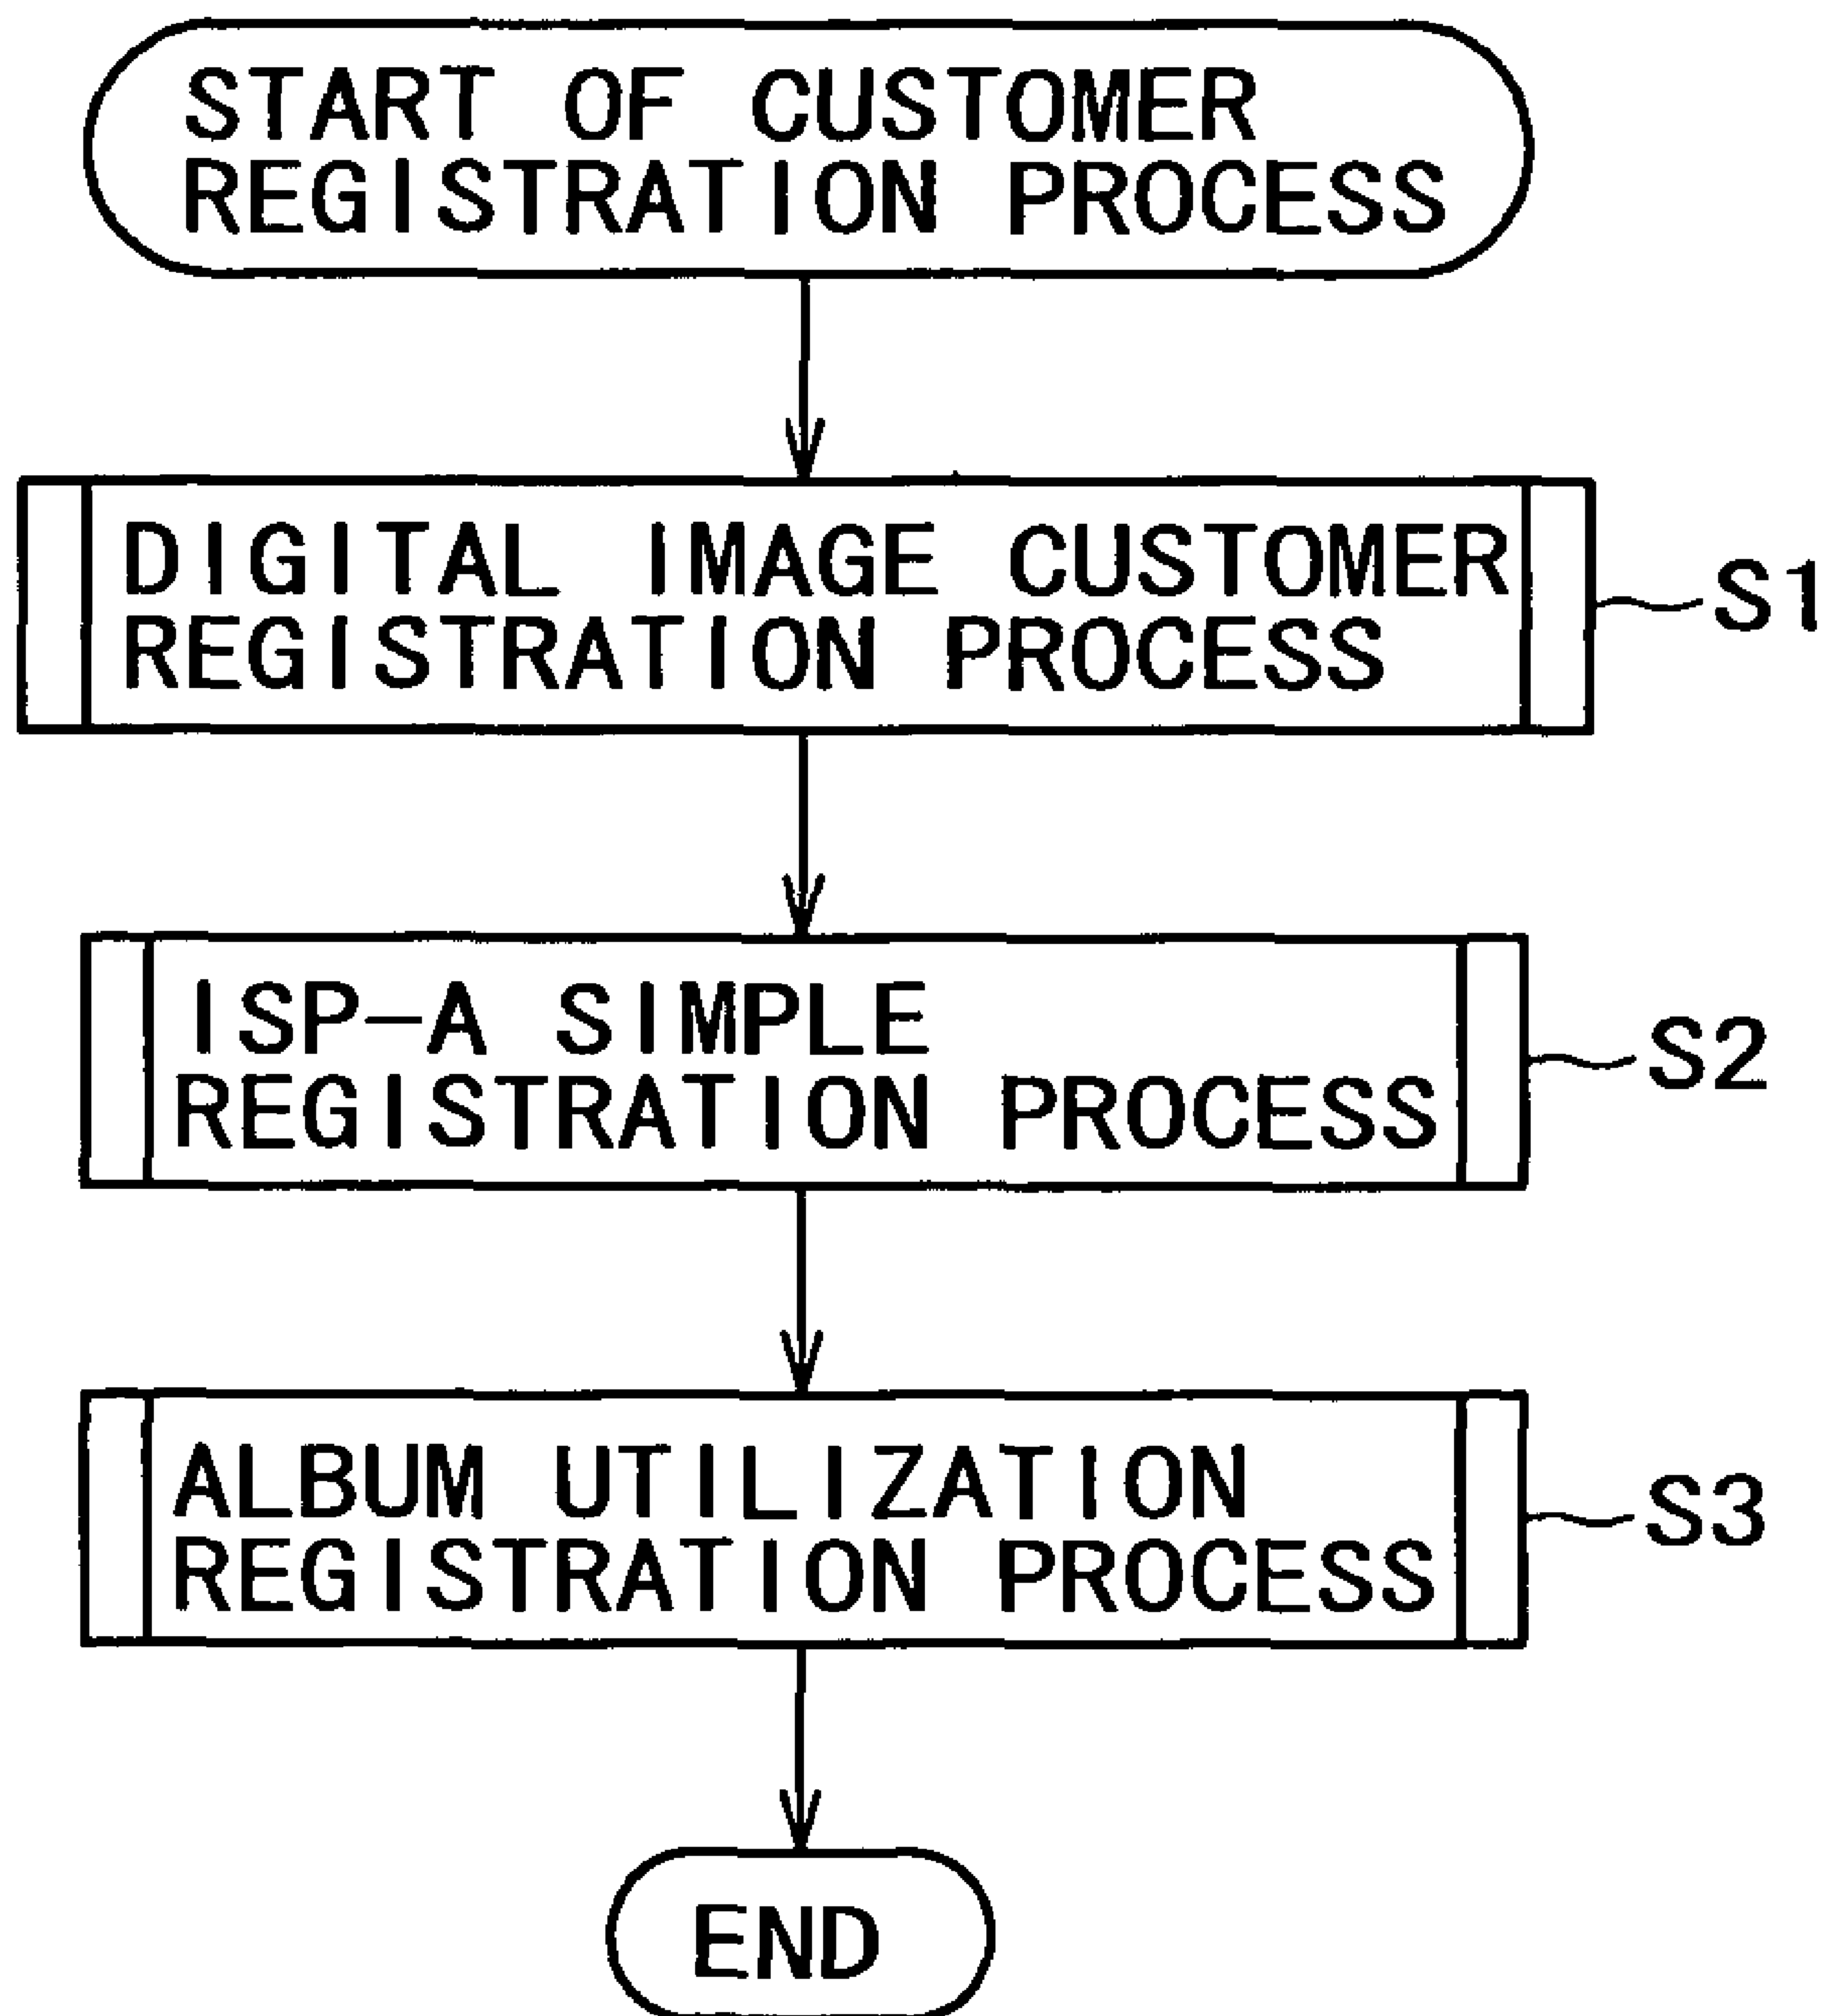 START OF CUSTOMER
REGISTRATION PROCESS
DIGITAL IMAGE CUSTOMER
REGISTRATION PROCESS
S1
ISP-A SIMPLE
REGISTRATION PROCESS
S2
ALBUM UTILIZATION
REGISTRATION PROCESS
S3
END